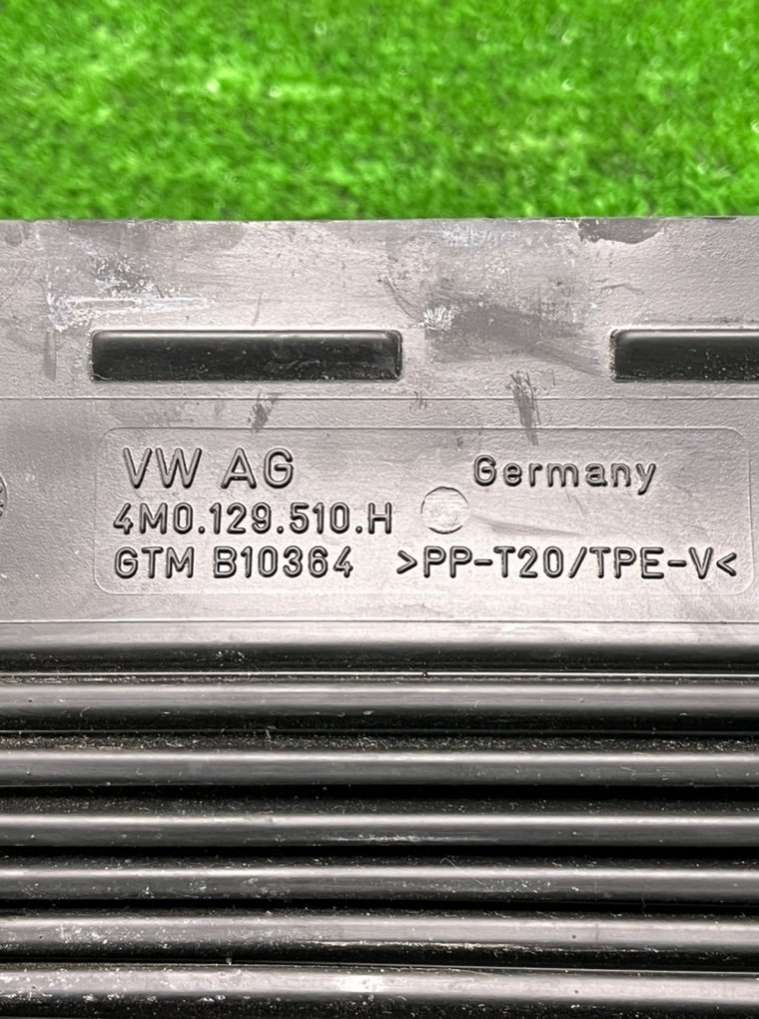 VW AG Germany
4M0.129.510.H
GTM B10364 >PP-T20/TPE-V<